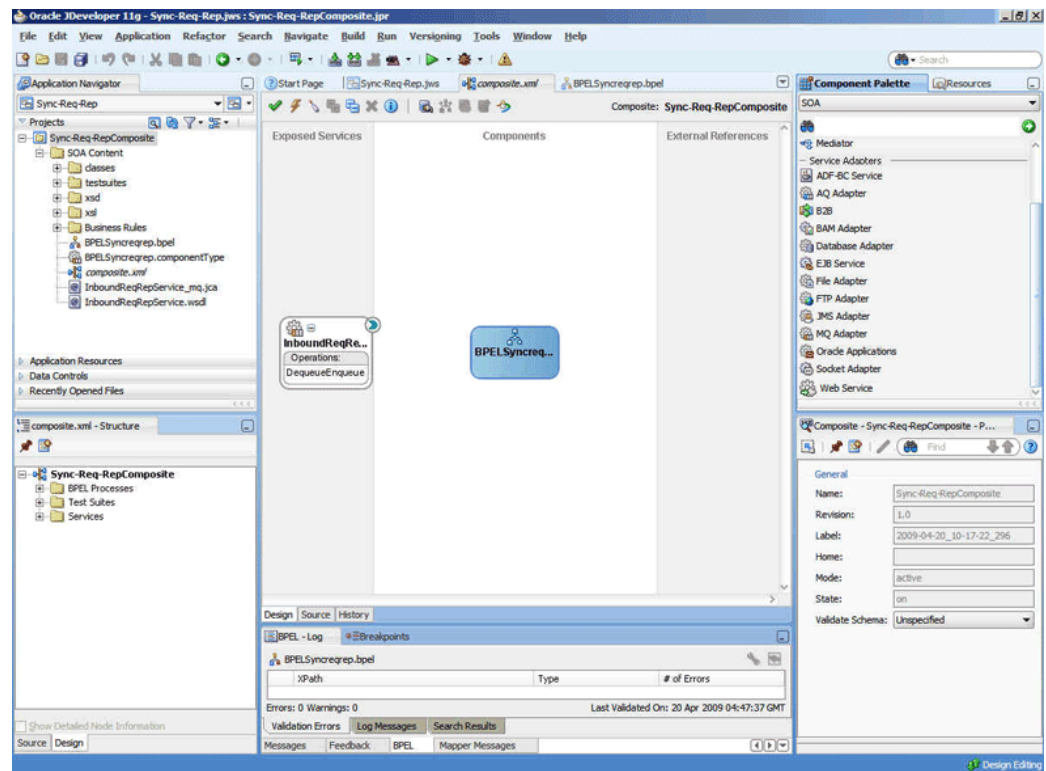 Oracle JDeveloper 11g - Sync-Req-Rep.jws : Sync-Req-RepComposite.jpr
File Edit View Application Refactor Search Navigate Build Run Versioning Tools Window Help
Search
Application Navigator
Sync-Req-Rep
Projects
Sync-Req-RepComposite
SOA Content
classes
testsuites
xsd
xsl
Business Rules
BPELSyncreqrep.bpel
BPELSyncreqrep.componentType
composite.xml
InboundReqRepService_mq.jca
InboundReqRepService.wsdl
Application Resources
Data Controls
Recently Opened Files
composite.xml - Structure
Sync-Req-RepComposite
BPEL Processes
Test Suites
Services
Show Detailed Node Information
Source Design
Start Page Sync-Req-Rep.jws composite.xml BPELSyncreqrep.bpel
Composite: Sync-Req-RepComposite
Exposed Services Components External References
InboundReqRe...
Operations:
DequeueEnqueue
BPELSyncreq...
Design Source History
BPEL - Log Breakpoints
BPELSyncreqrep.bpel
XPath Type # of Errors
Errors: 0 Warnings: 0 Last Validated On: 20 Apr 2009 04:47:37 GMT
Validation Errors Log Messages Search Results
Messages Feedback BPEL Mapper Messages
Component Palette Resources
SOA
Mediator
Service Adapters
ADF-BC Service
AQ Adapter
B2B
BAM Adapter
Database Adapter
EJB Service
File Adapter
FTP Adapter
JMS Adapter
MQ Adapter
Oracle Applications
Socket Adapter
Web Service
Composite - Sync-Req-RepComposite - P...
Find
General
Name: Sync-Req-RepComposite
Revision: 1.0
Label: 2009-04-20_10-17-22_296
Home:
Mode: active
State: on
Validate Schema: Unspecified
Design Editing